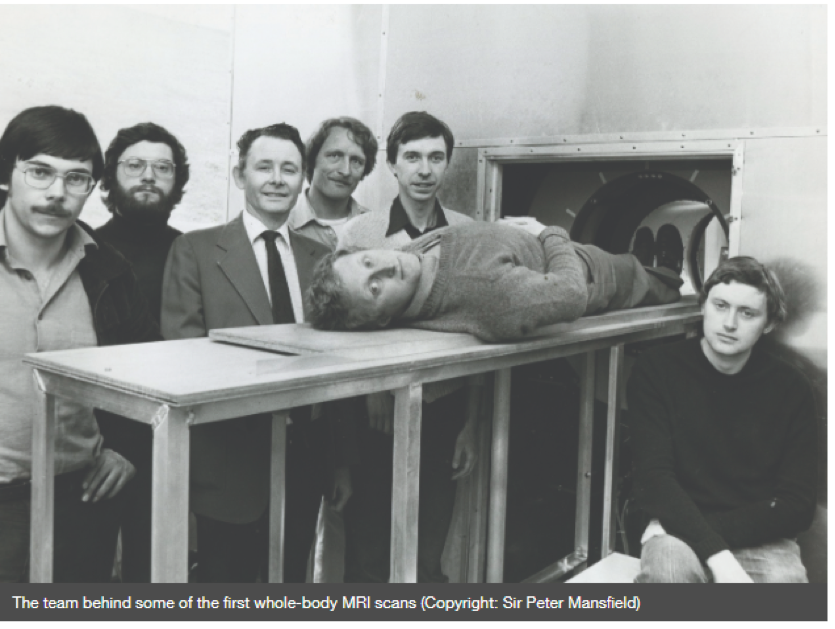 The team behind some of the first whole-body MRI scans (Copyright: Sir Peter Mansfield)